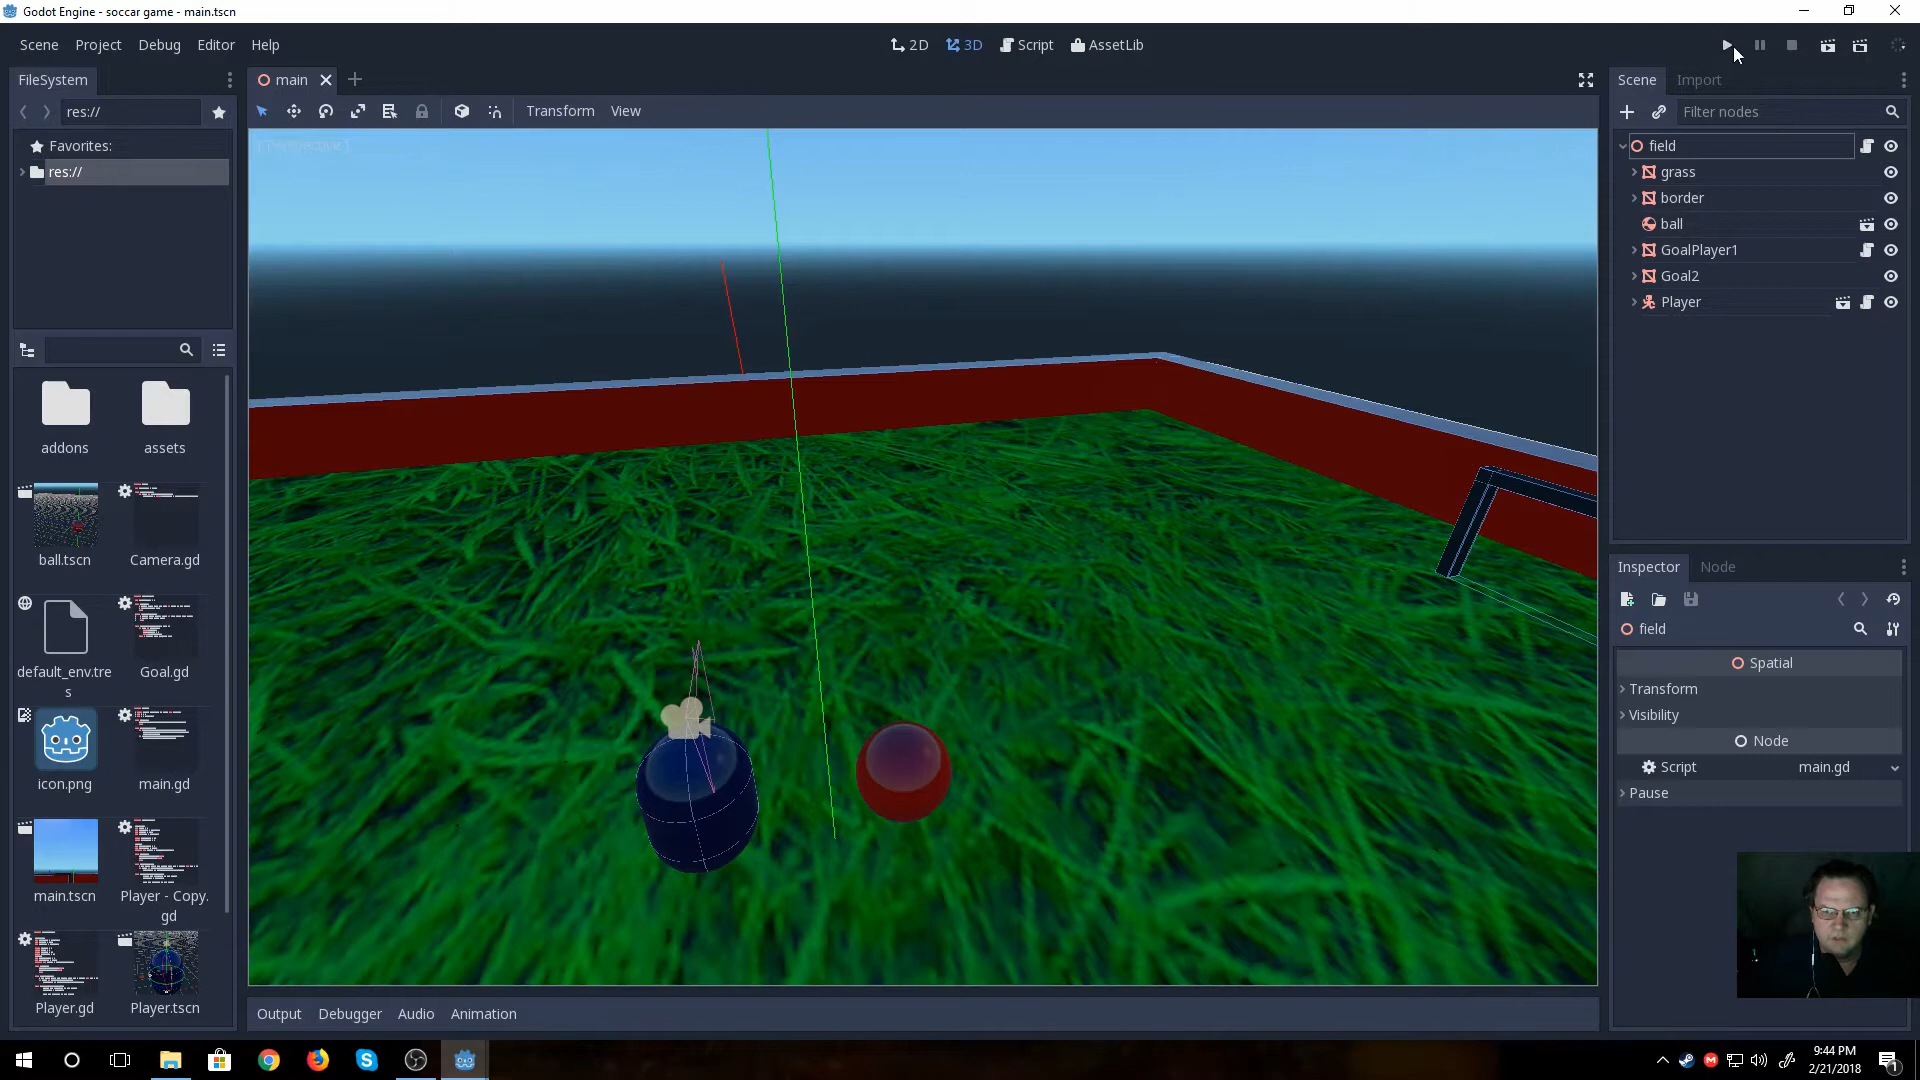 Godot Engine - soccar game - main.tscn
Scene Project Debug Editor Help
2D 3D Script AssetLib
FileSystem
res://
Favorites:
res://
addons
assets
ball.tscn
Camera.gd
default_env.tre
s
Goal.gd
icon.png
main.gd
main.tscn
Player - Copy.
gd
Player.gd
Player.tscn
main
Transform View
[ Perspective ]
Output Debugger Audio Animation
Scene Import
Filter nodes
field
grass
border
ball
GoalPlayer1
Goal2
Player
Inspector Node
field
Spatial
Transform
Visibility
Node
Script main.gd
Pause
9:44 PM
2/21/2018
1